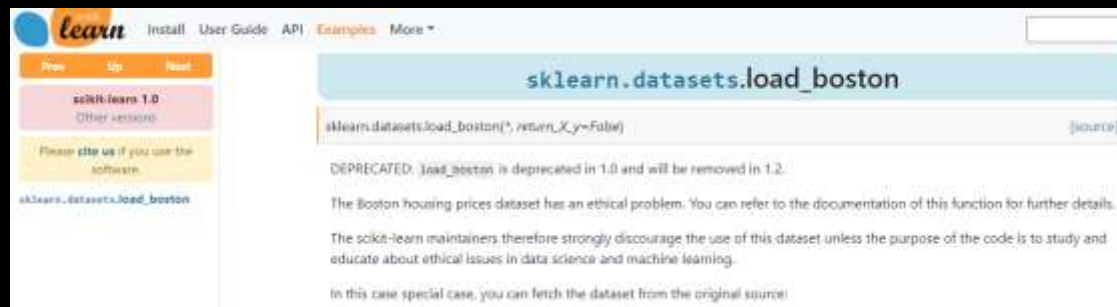 learn Install User Guide API Examples More
Prev Up Next
scikit-learn 1.0
Other versions
Please cite us if you use the
software.
sklearn.datasets.load_boston
sklearn.datasets.load_boston
sklearn.datasets.load_boston(*, return_X_y=False) [source]
DEPRECATED: load_boston is deprecated in 1.0 and will be removed in 1.2.
The Boston housing prices dataset has an ethical problem. You can refer to the documentation of this function for further details.
The scikit-learn maintainers therefore strongly discourage the use of this dataset unless the purpose of the code is to study and
educate about ethical issues in data science and machine learning.
In this case special case, you can fetch the dataset from the original source: